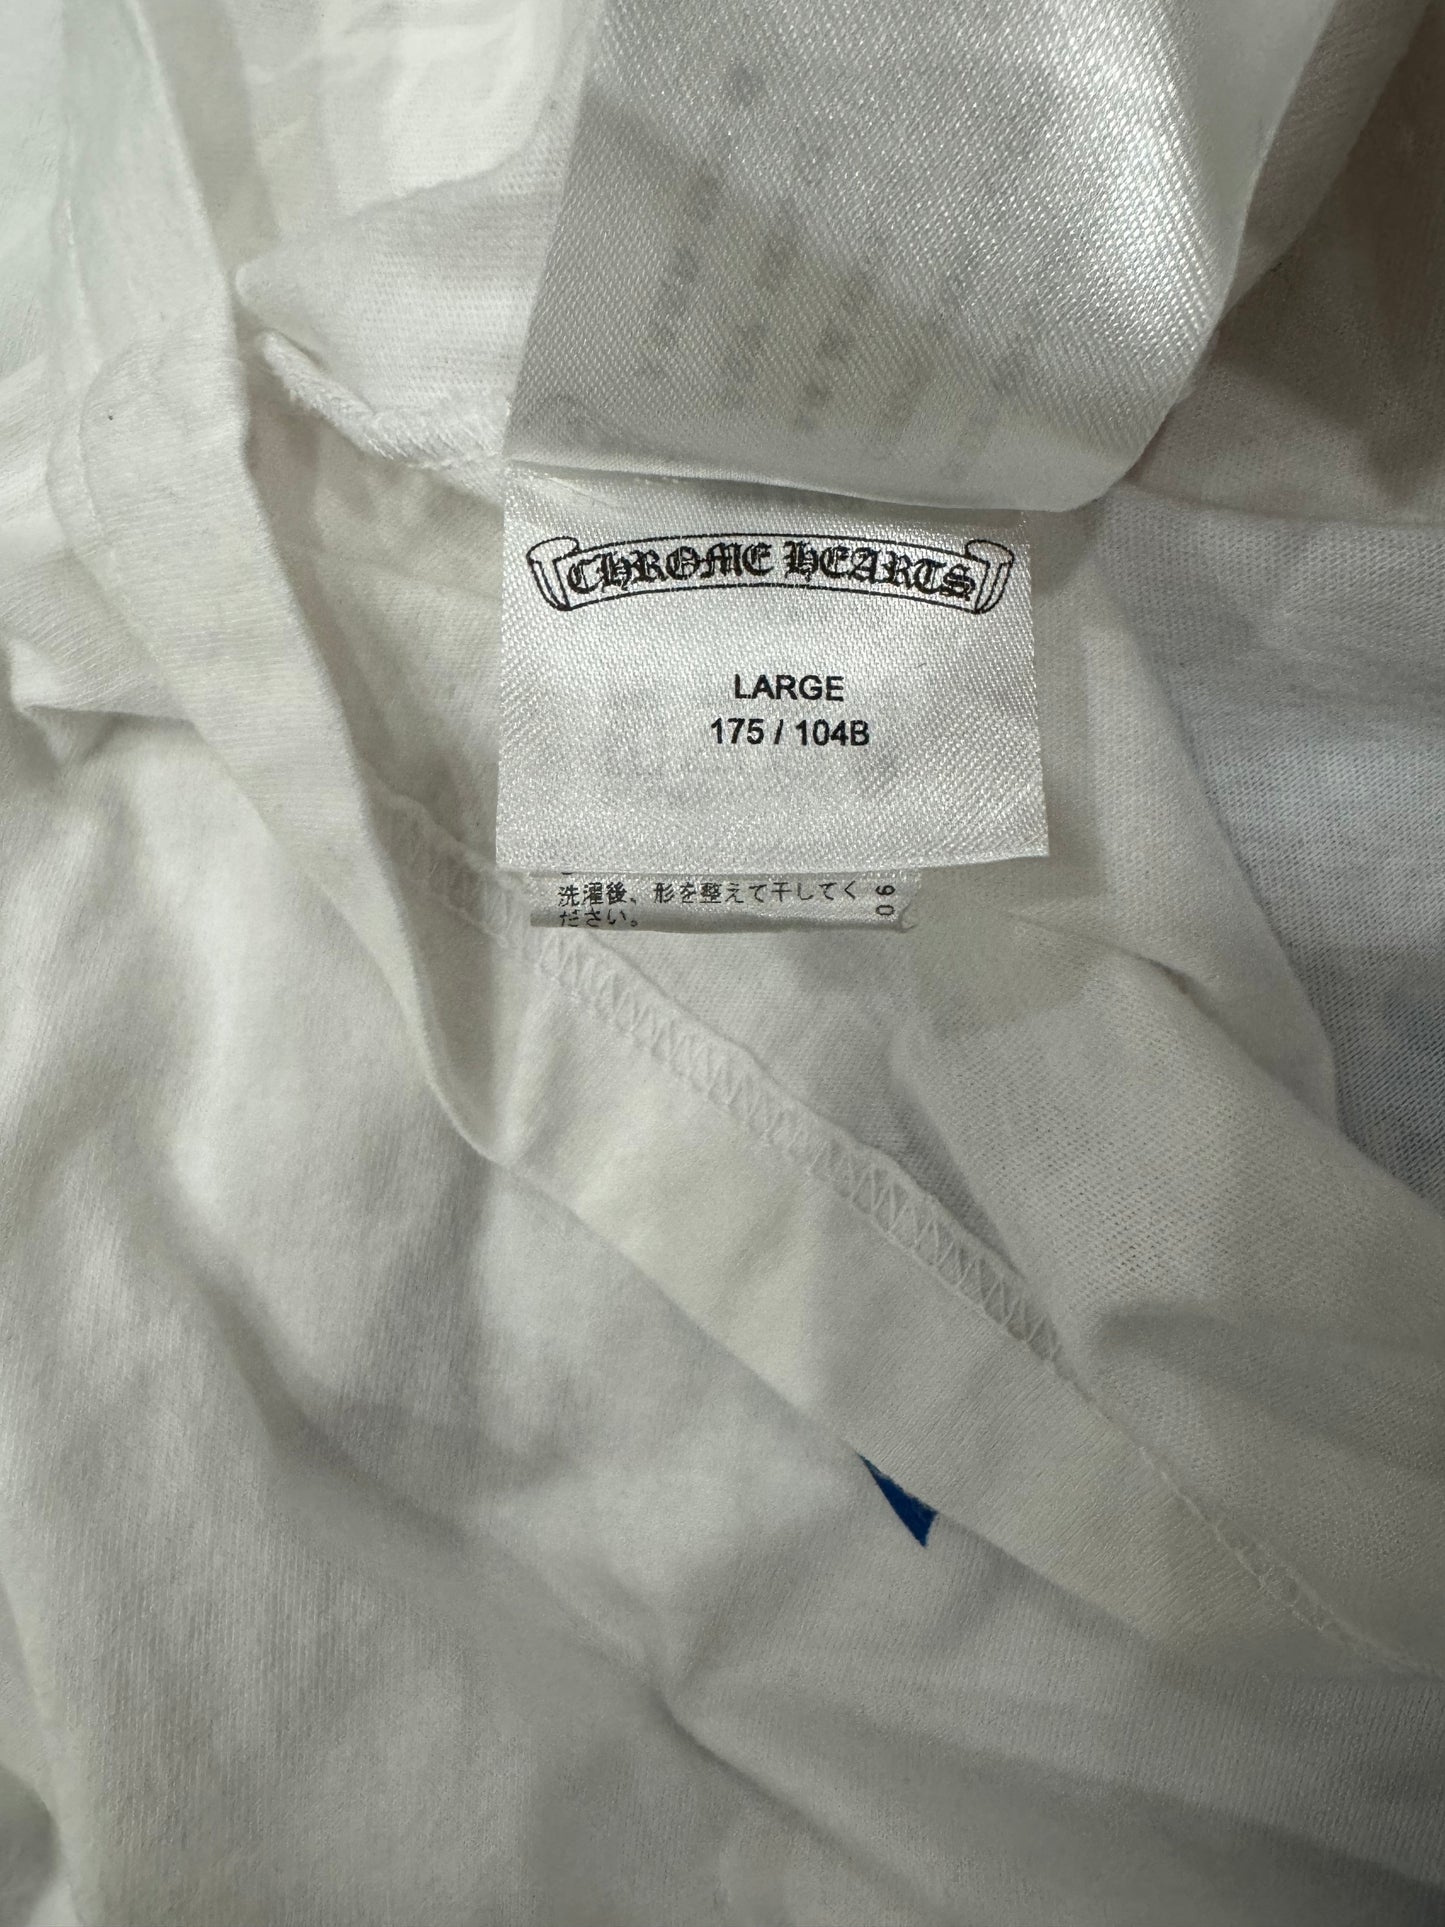 CHROME HEARTS
LARGE
175 / 104B
洗濯後、形を整えて干してく
ださい。
90